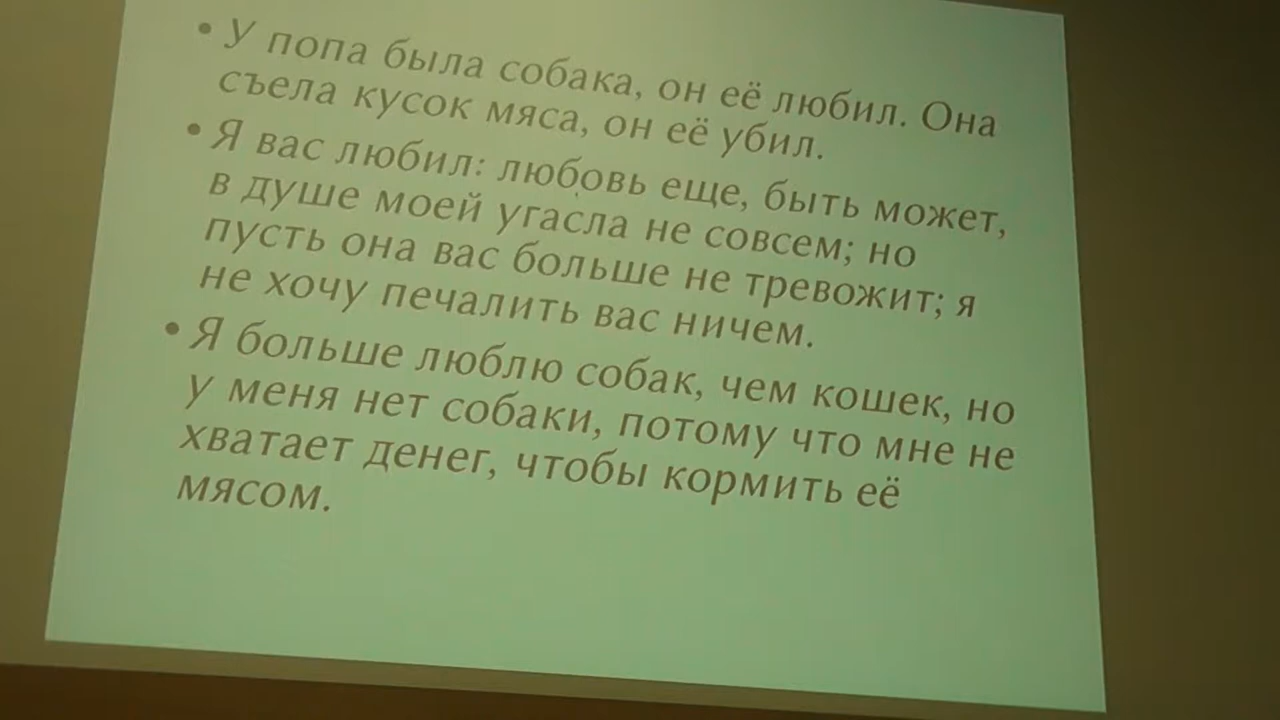 • У попа была собака, он её любил. Она
съела кусок мяса, он её убил.
• Я вас любил: любовь еще, быть может,
в душе моей угасла не совсем; но
пусть она вас больше не тревожит; я
не хочу печалить вас ничем.
• Я больше люблю собак, чем кошек, но
у меня нет собаки, потому что мне не
хватает денег, чтобы кормить её
мясом.